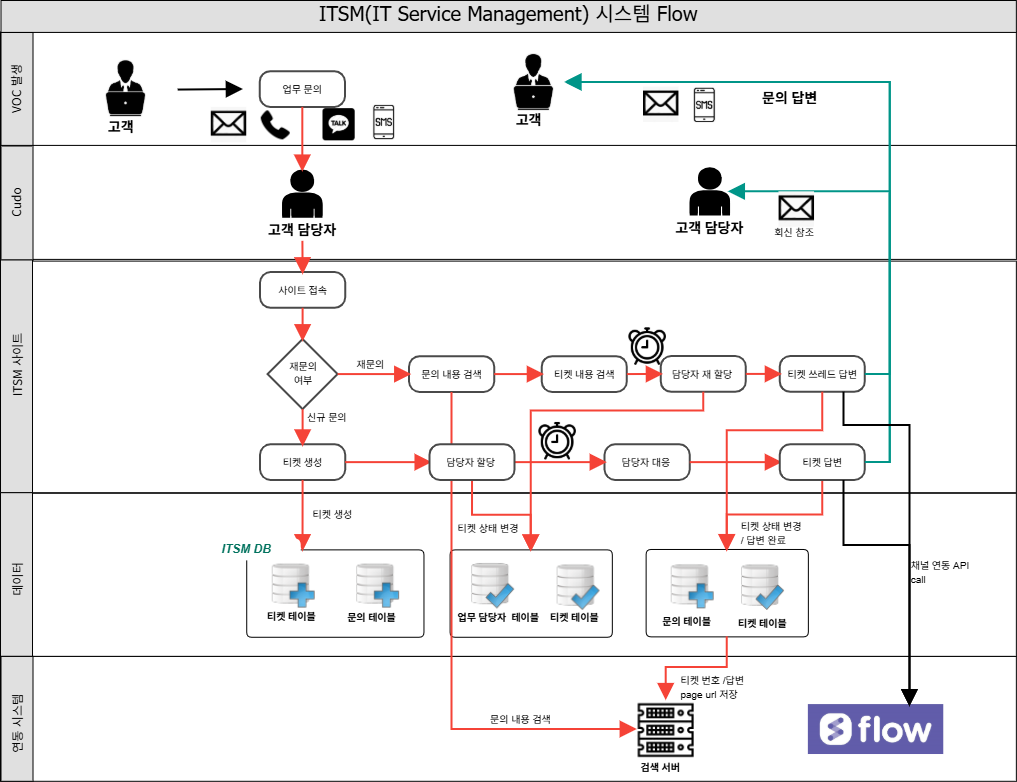 ITSM(IT Service Management) 시스템 Flow
VOC 발생
고객
업무 문의
TALK
SMS
고객
SMS
문의 답변
Cudo
고객 담당자
고객 담당자
회신 참조
ITSM 사이트
사이트 접속
재문의
여부
재문의
문의 내용 검색
티켓 내용 검색
담당자 재 할당
티켓 쓰레드 답변
신규 문의
티켓 생성
담당자 할당
담당자 대응
티켓 답변
데이터
티켓 생성
ITSM DB
티켓 상태 변경
티켓 상태 변경
/ 답변 완료
채널 연동 API
call
티켓 테이블
문의 테이블
업무 담당자 테이블
티켓 테이블
문의 테이블
티켓 테이블
연동 시스템
티켓 번호 /답변
page url 저장
문의 내용 검색
검색 서버
flow